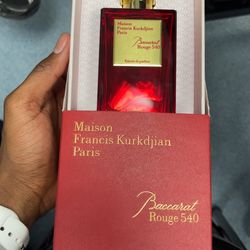 Maison
Francis Kurkdjian
Paris
Baccarat
Rouge 540
Extrait de parfum
Maison
Francis Kurkdjian
Paris
Baccarat
Rouge 540